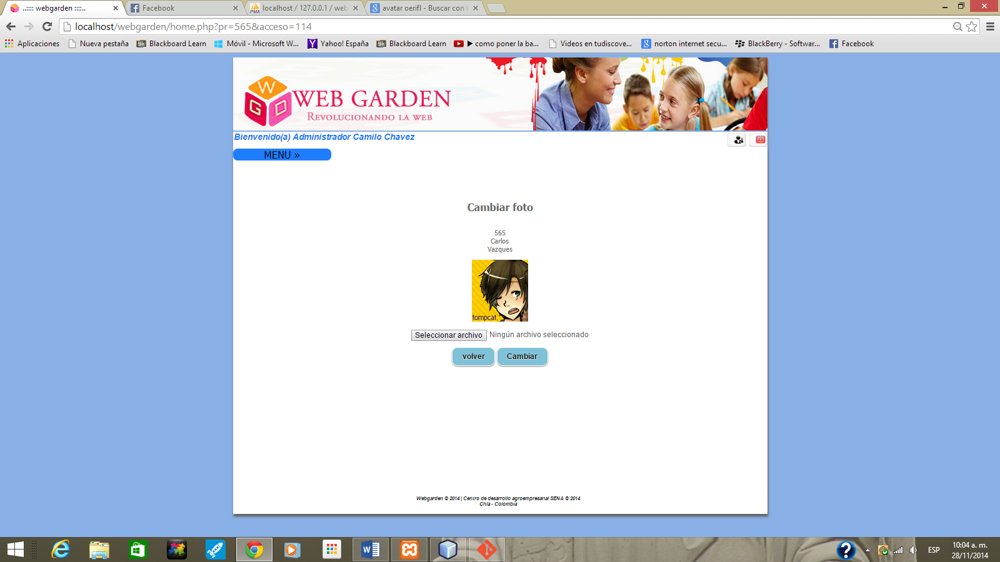 ..:::: webgarden ::::..
Facebook
localhost / 127.0.0.1 / web
avatar oerifl - Buscar con
localhost/webgarden/home.php?pr=565&acceso=114
Aplicaciones
Nueva pestaña
Bb Blackboard Learn
Móvil - Microsoft W...
Yahoo! España
Bb Blackboard Learn
▶ como poner la ba...
Videos en tudiscove...
norton internet secu...
BlackBerry - Softwar...
Facebook
W G D
WEB GARDEN
REVOLUCIONANDO LA WEB
Bienvenido(a) Administrador Camilo Chavez
MENU »
Cambiar foto
565
Carlos
Vazques
tompcat.
Seleccionar archivo Ningún archivo seleccionado
volver Cambiar
Webgarden © 2014 | Centro de desarrollo agroempresarial SENA © 2014
Chía - Colombia
ESP
10:04 a. m.
28/11/2014